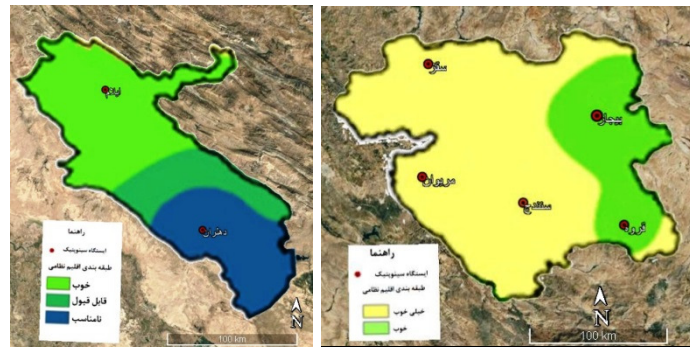 ایلام
دهلران
راهنما
ایستگاه سینوپتیک
طبقه بندی اقلیم نظامی
خوب
قابل قبول
نامناسب
100 km
N
سقز
بیجار
مریوان
سنندج
قروه
راهنما
ایستگاه سینوپتیک
طبقه بندی اقلیم نظامی
خیلی خوب
خوب
N
100 km